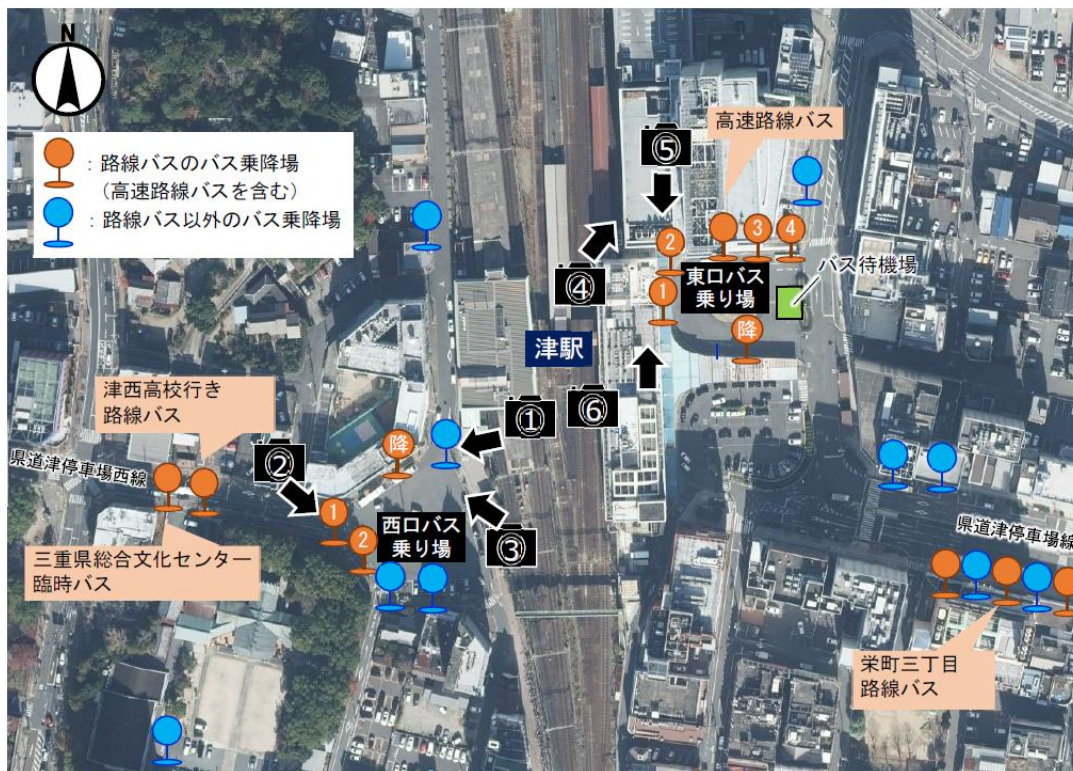 N
：路線バスのバス乗降場
（高速路線バスを含む）
：路線バス以外のバス乗降場
⑤
高速路線バス
2
3
4
④
東口バス
乗り場
バス待機場
1
降
津駅
⑥
津西高校行き
路線バス
①
県道津停車場西線
②
降
1
2
西口バス
乗り場
③
三重県総合文化センター
臨時バス
県道津停車場線
栄町三丁目
路線バス